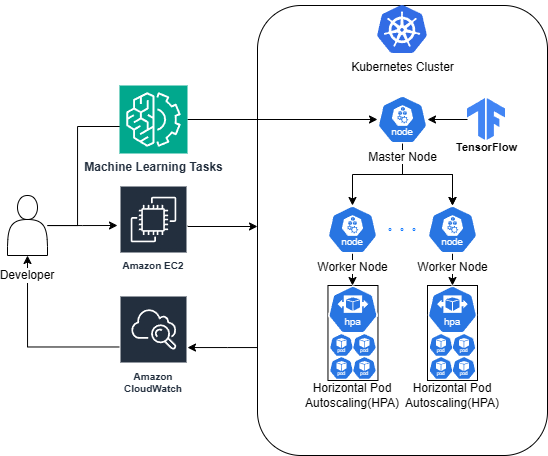 Kubernetes Cluster
node
Master Node
TensorFlow
Machine Learning Tasks
Developer
Amazon EC2
node
node
Worker Node
Worker Node
hpa
hpa
pod
pod
pod
pod
pod
pod
pod
pod
Horizontal Pod
Autoscaling(HPA)
Horizontal Pod
Autoscaling(HPA)
Amazon
CloudWatch